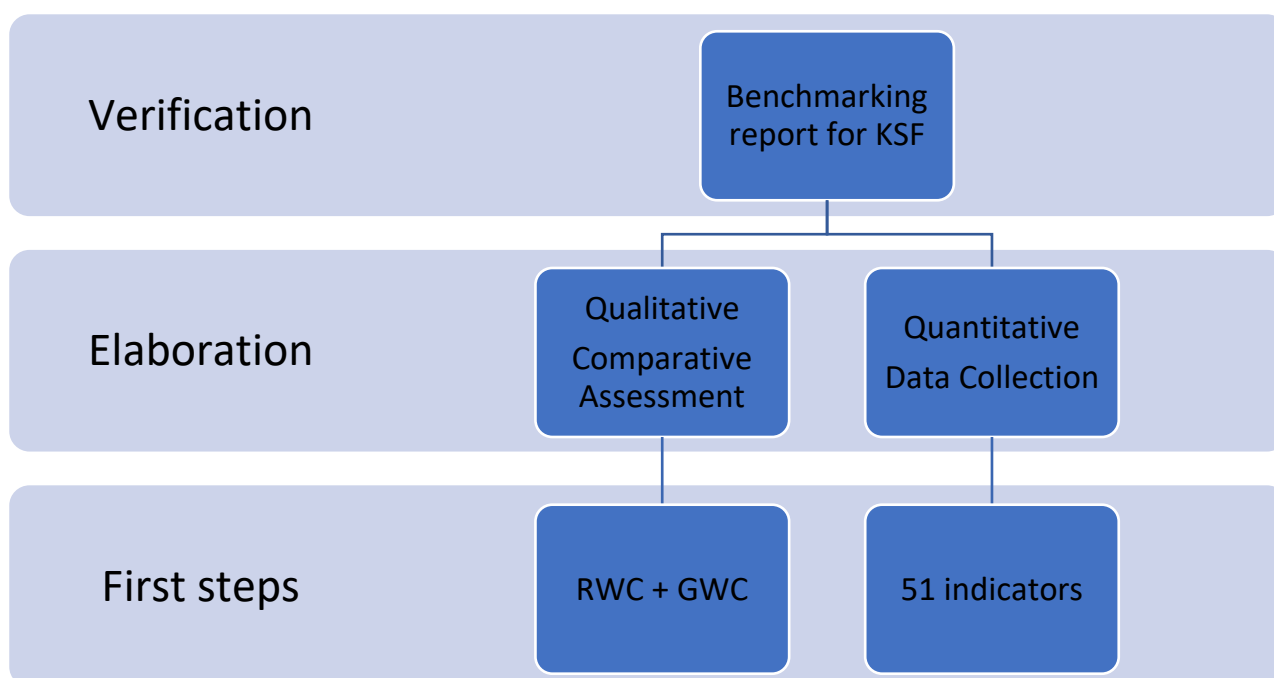 Verification
Benchmarking
report for KSF
Elaboration
Qualitative
Comparative
Assessment
Quantitative
Data Collection
First steps
RWC + GWC
51 indicators